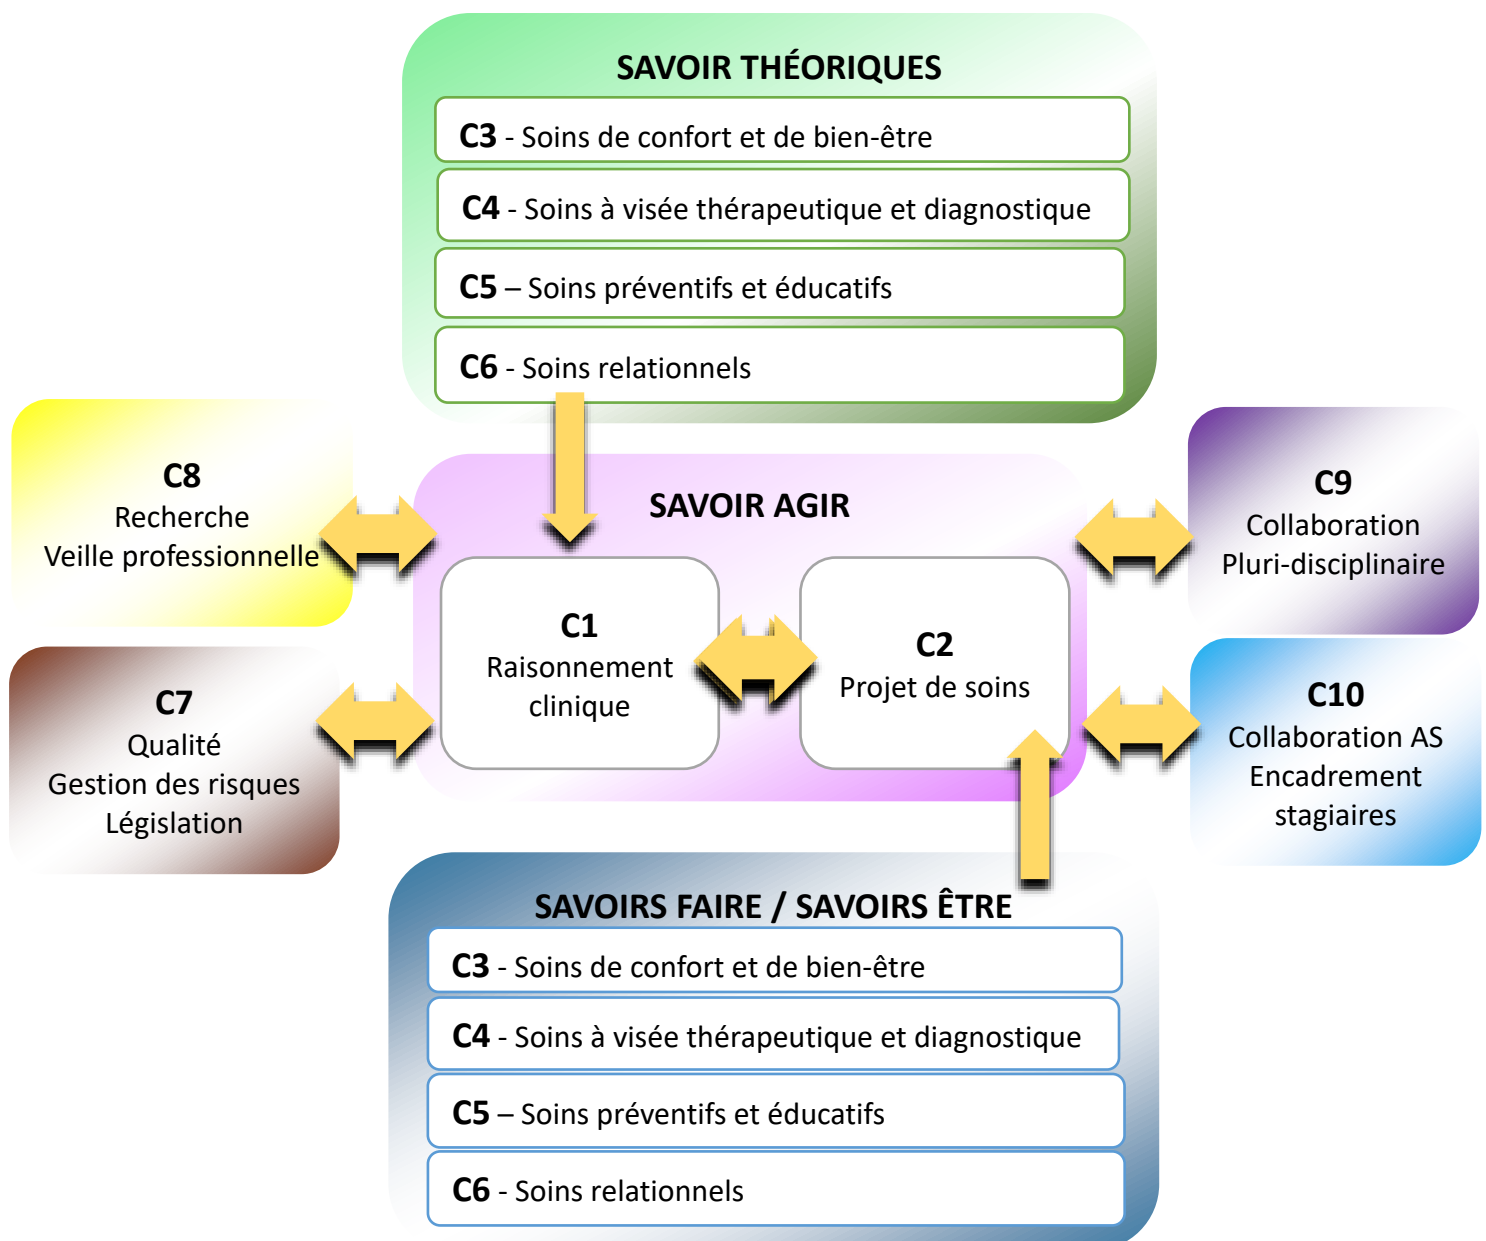 SAVOIR THÉORIQUES
C3 - Soins de confort et de bien-être
C4 - Soins à visée thérapeutique et diagnostique
C5 – Soins préventifs et éducatifs
C6 - Soins relationnels
C8
Recherche
Veille professionnelle
C7
Qualité
Gestion des risques
Législation
SAVOIR AGIR
C1
Raisonnement
clinique
C2
Projet de soins
C9
Collaboration
Pluri-disciplinaire
C10
Collaboration AS
Encadrement
stagiaires
SAVOIRS FAIRE / SAVOIRS ÊTRE
C3 - Soins de confort et de bien-être
C4 - Soins à visée thérapeutique et diagnostique
C5 – Soins préventifs et éducatifs
C6 - Soins relationnels